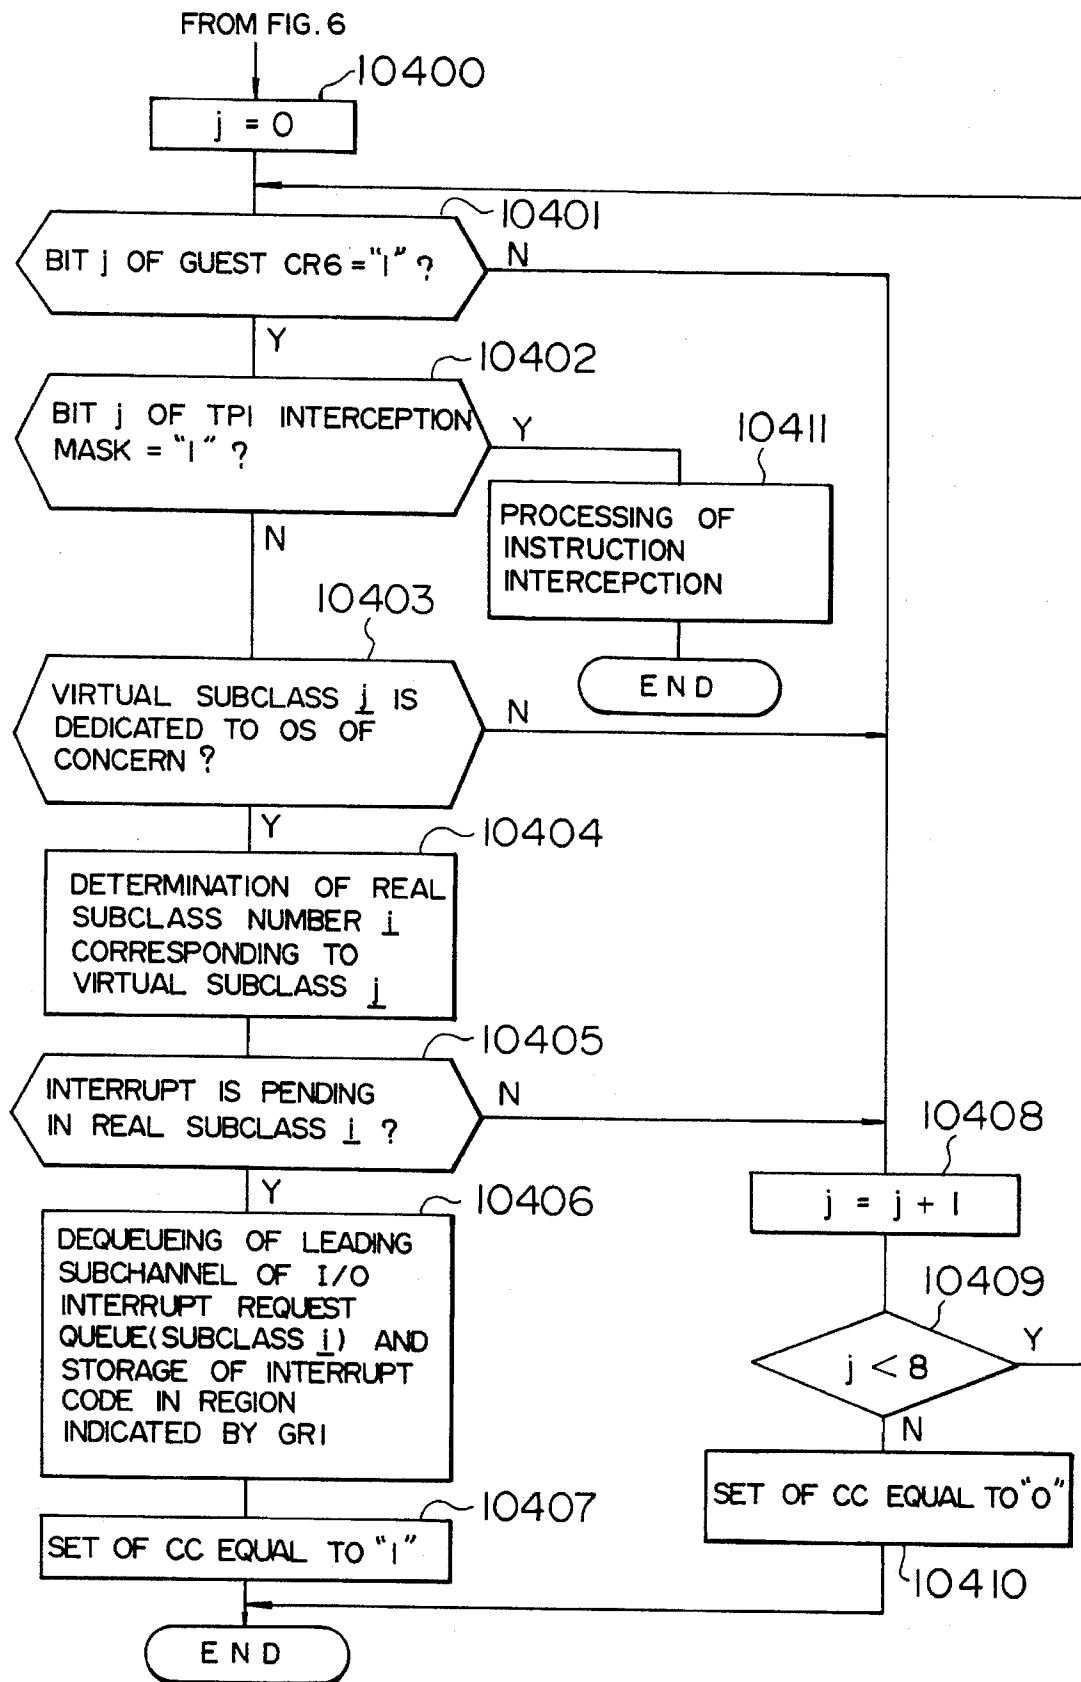 FROM FIG. 6
10400
j = 0
10401
BIT j OF GUEST CR6 = "1" ?
N
Y
10402
BIT j OF TPI INTERCEPTION
MASK = "1" ?
Y
N
10411
PROCESSING OF
INSTRUCTION
INTERCEPCTION
END
10403
VIRTUAL SUBCLASS j IS
DEDICATED TO OS OF
CONCERN ?
N
Y
10404
DETERMINATION OF REAL
SUBCLASS NUMBER i
CORRESPONDING TO
VIRTUAL SUBCLASS j
10405
INTERRUPT IS PENDING
IN REAL SUBCLASS i ?
N
Y
10406
DEQUEUEING OF LEADING
SUBCHANNEL OF I/O
INTERRUPT REQUEST
QUEUE(SUBCLASS i) AND
STORAGE OF INTERRUPT
CODE IN REGION
INDICATED BY GR1
10407
SET OF CC EQUAL TO "1"
END
10408
j = j + 1
10409
j < 8
Y
N
SET OF CC EQUAL TO "0"
10410